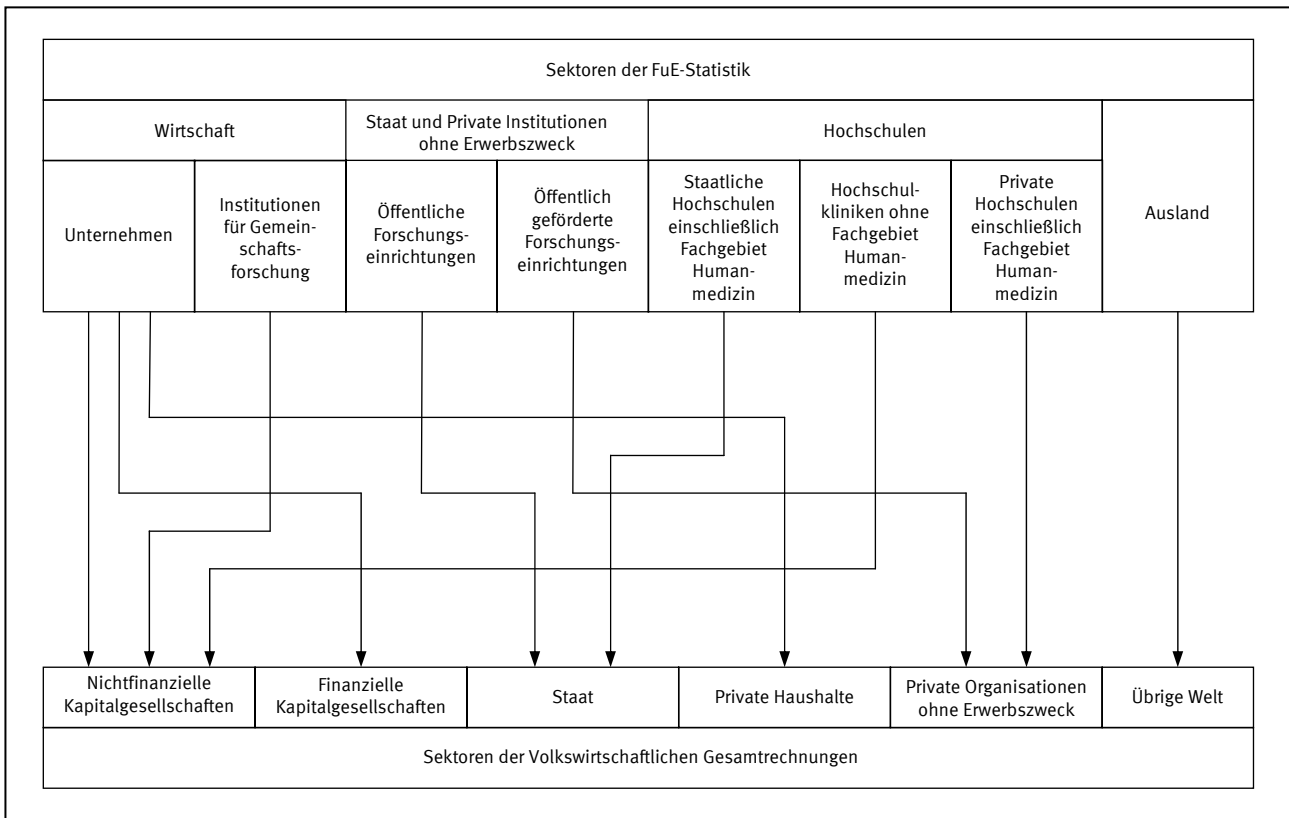 Sektoren der FuE-Statistik
Wirtschaft
Staat und Private Institutionen
ohne Erwerbszweck
Hochschulen
Ausland
Unternehmen
Institutionen
für Gemein-
schafts-
forschung
Öffentliche
Forschungs-
einrichtungen
Öffentlich
geförderte
Forschungs-
einrichtungen
Staatliche
Hochschulen
einschließlich
Fachgebiet
Human-
medizin
Hochschul-
kliniken ohne
Fachgebiet
Human-
medizin
Private
Hochschulen
einschließlich
Fachgebiet
Human-
medizin
Nichtfinanzielle
Kapitalgesellschaften
Finanzielle
Kapitalgesellschaften
Staat
Private Haushalte
Private Organisationen
ohne Erwerbszweck
Übrige Welt
Sektoren der Volkswirtschaftlichen Gesamtrechnungen